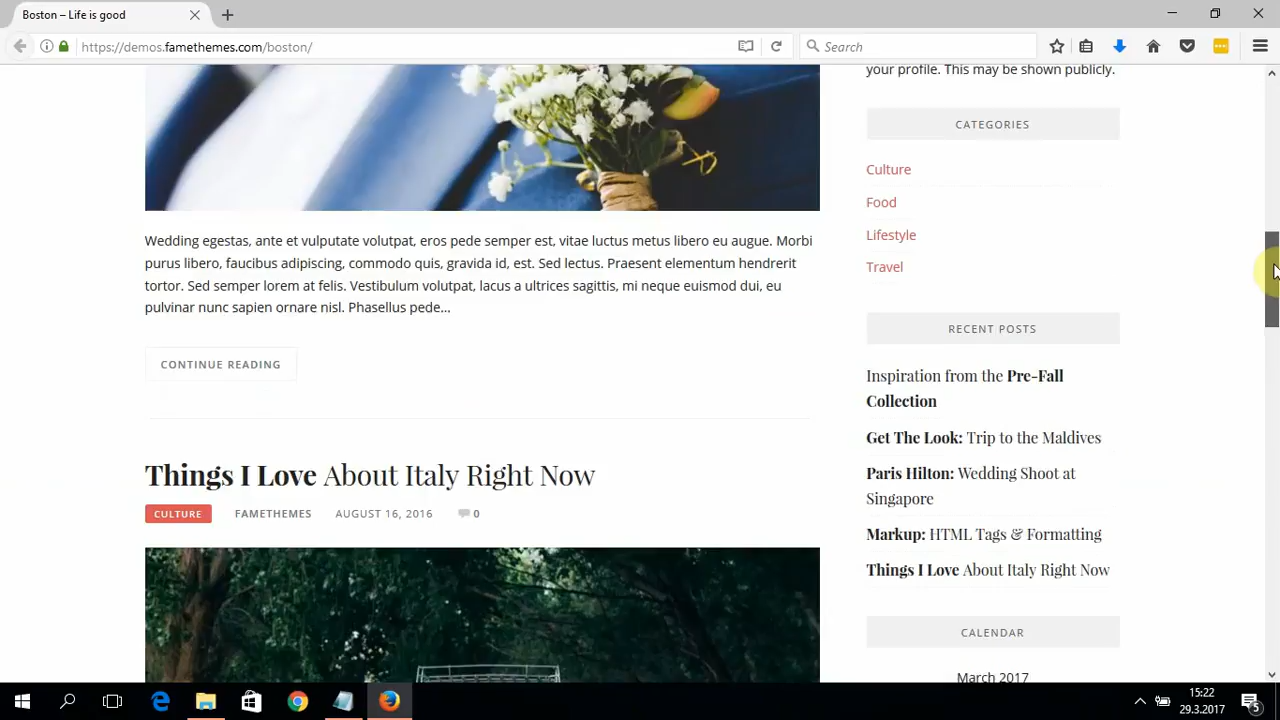 Boston – Life is good
https://demos.famethemes.com/boston/
Search
your profile. This may be shown publicly.
Wedding egestas, ante et vulputate volutpat, eros pede semper est, vitae luctus metus libero eu augue. Morbi
purus libero, faucibus adipiscing, commodo quis, gravida id, est. Sed lectus. Praesent elementum hendrerit
tortor. Sed semper lorem at felis. Vestibulum volutpat, lacus a ultrices sagittis, mi neque euismod dui, eu
pulvinar nunc sapien ornare nisl. Phasellus pede...
CONTINUE READING
Things I Love About Italy Right Now
CULTURE FAMETHEMES AUGUST 16, 2016 0
CATEGORIES
Culture
Food
Lifestyle
Travel
RECENT POSTS
Inspiration from the Pre-Fall
Collection
Get The Look: Trip to the Maldives
Paris Hilton: Wedding Shoot at
Singapore
Markup: HTML Tags & Formatting
Things I Love About Italy Right Now
CALENDAR
March 2017
15:22
29.3.2017
5